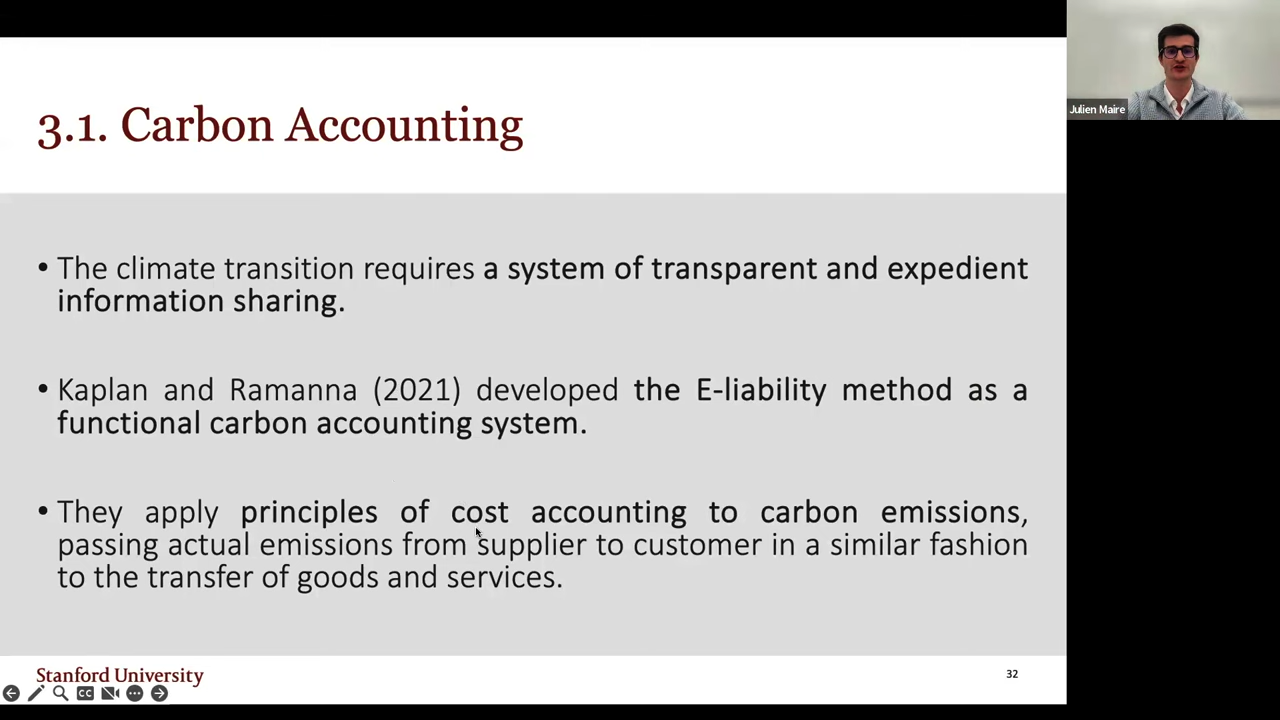 3.1. Carbon Accounting
Julien Maire
• The climate transition requires a system of transparent and expedient
information sharing.
• Kaplan and Ramanna (2021) developed the E-liability method as a
functional carbon accounting system.
• They apply principles of cost accounting to carbon emissions,
passing actual emissions from supplier to customer in a similar fashion
to the transfer of goods and services.
Stanford University
32
CC